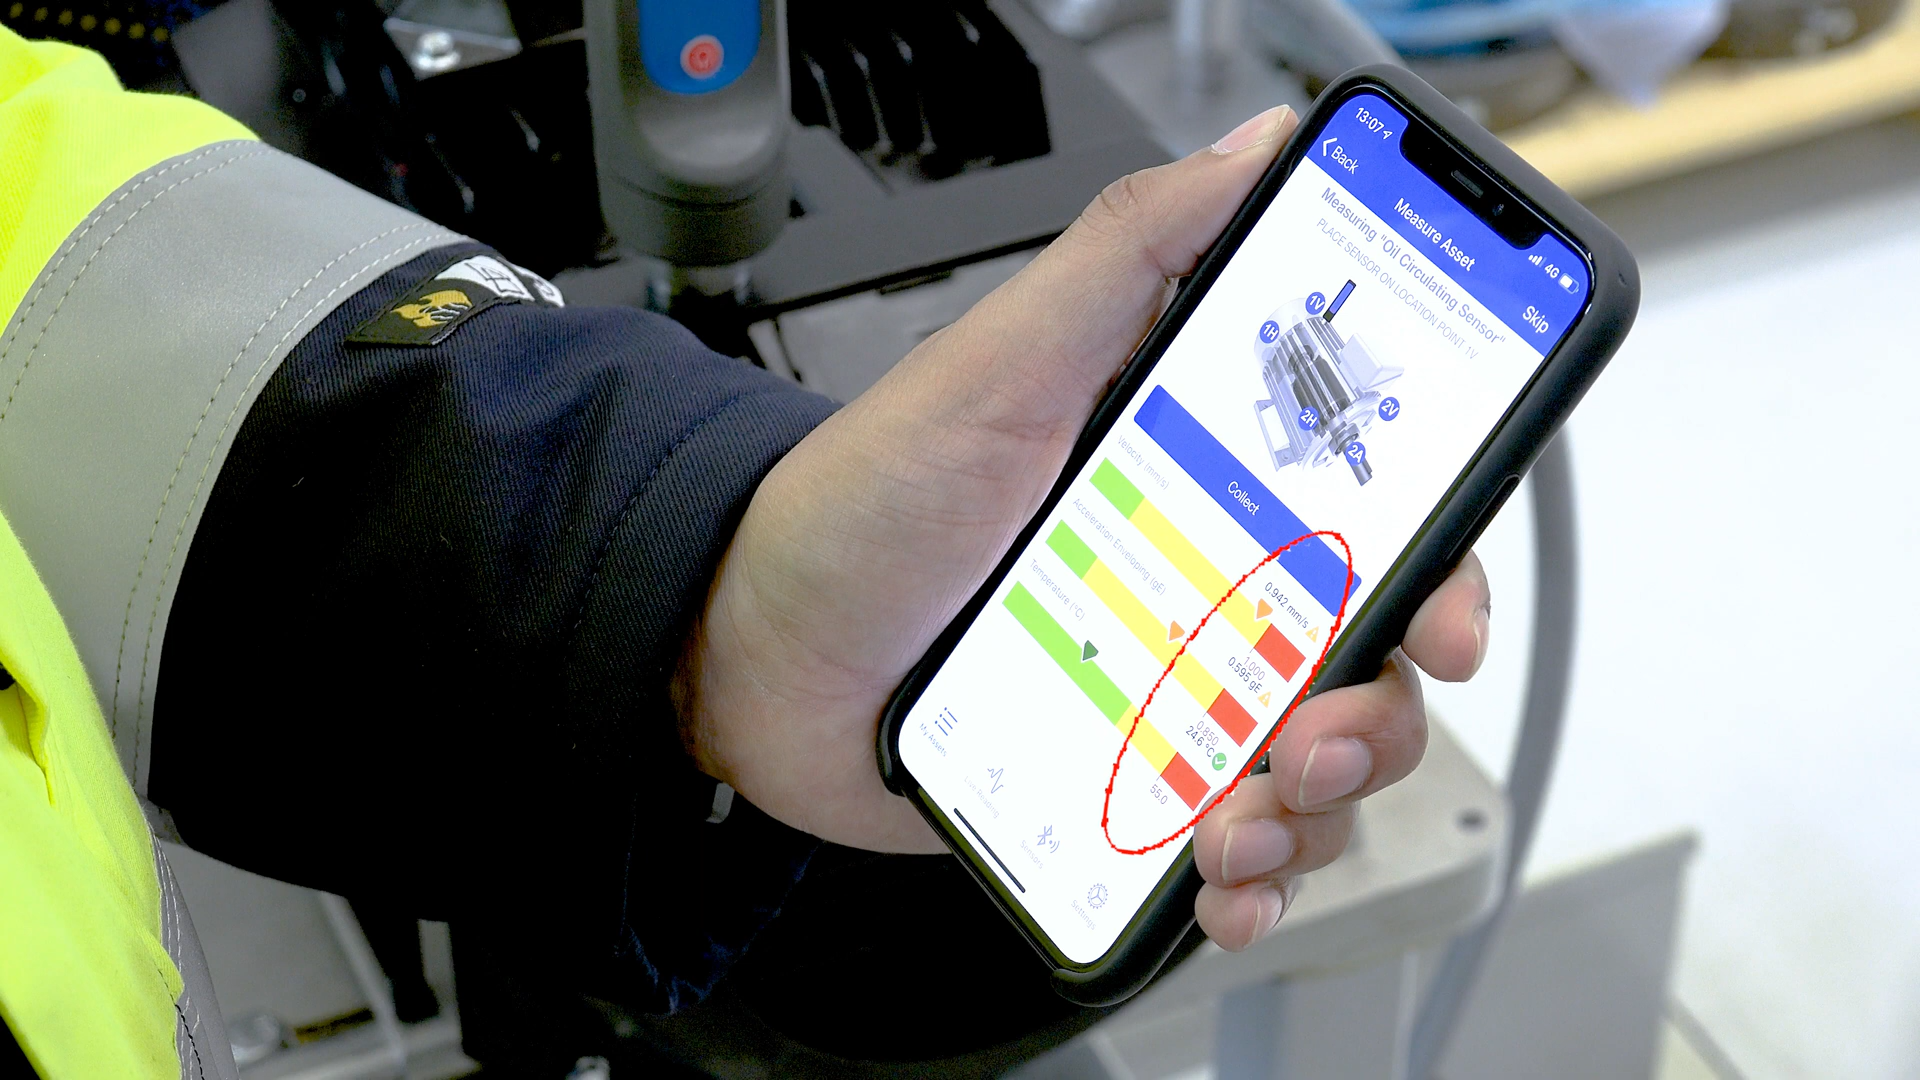 13:07
4G
Back
Measure Asset
Skip
Measuring "Oil Circulating Sensor"
PLACE SENSOR ON LOCATION POINT 1V
1V
1H
2V
2H
2A
Collect
Velocity (mm/s)
0.942 mm/s
1.000
Acceleration Enveloping (gE)
0.595 gE
0.850
Temperature (°C)
24.6 °C
55.0
My Assets
Live Reading
Sensors
Settings